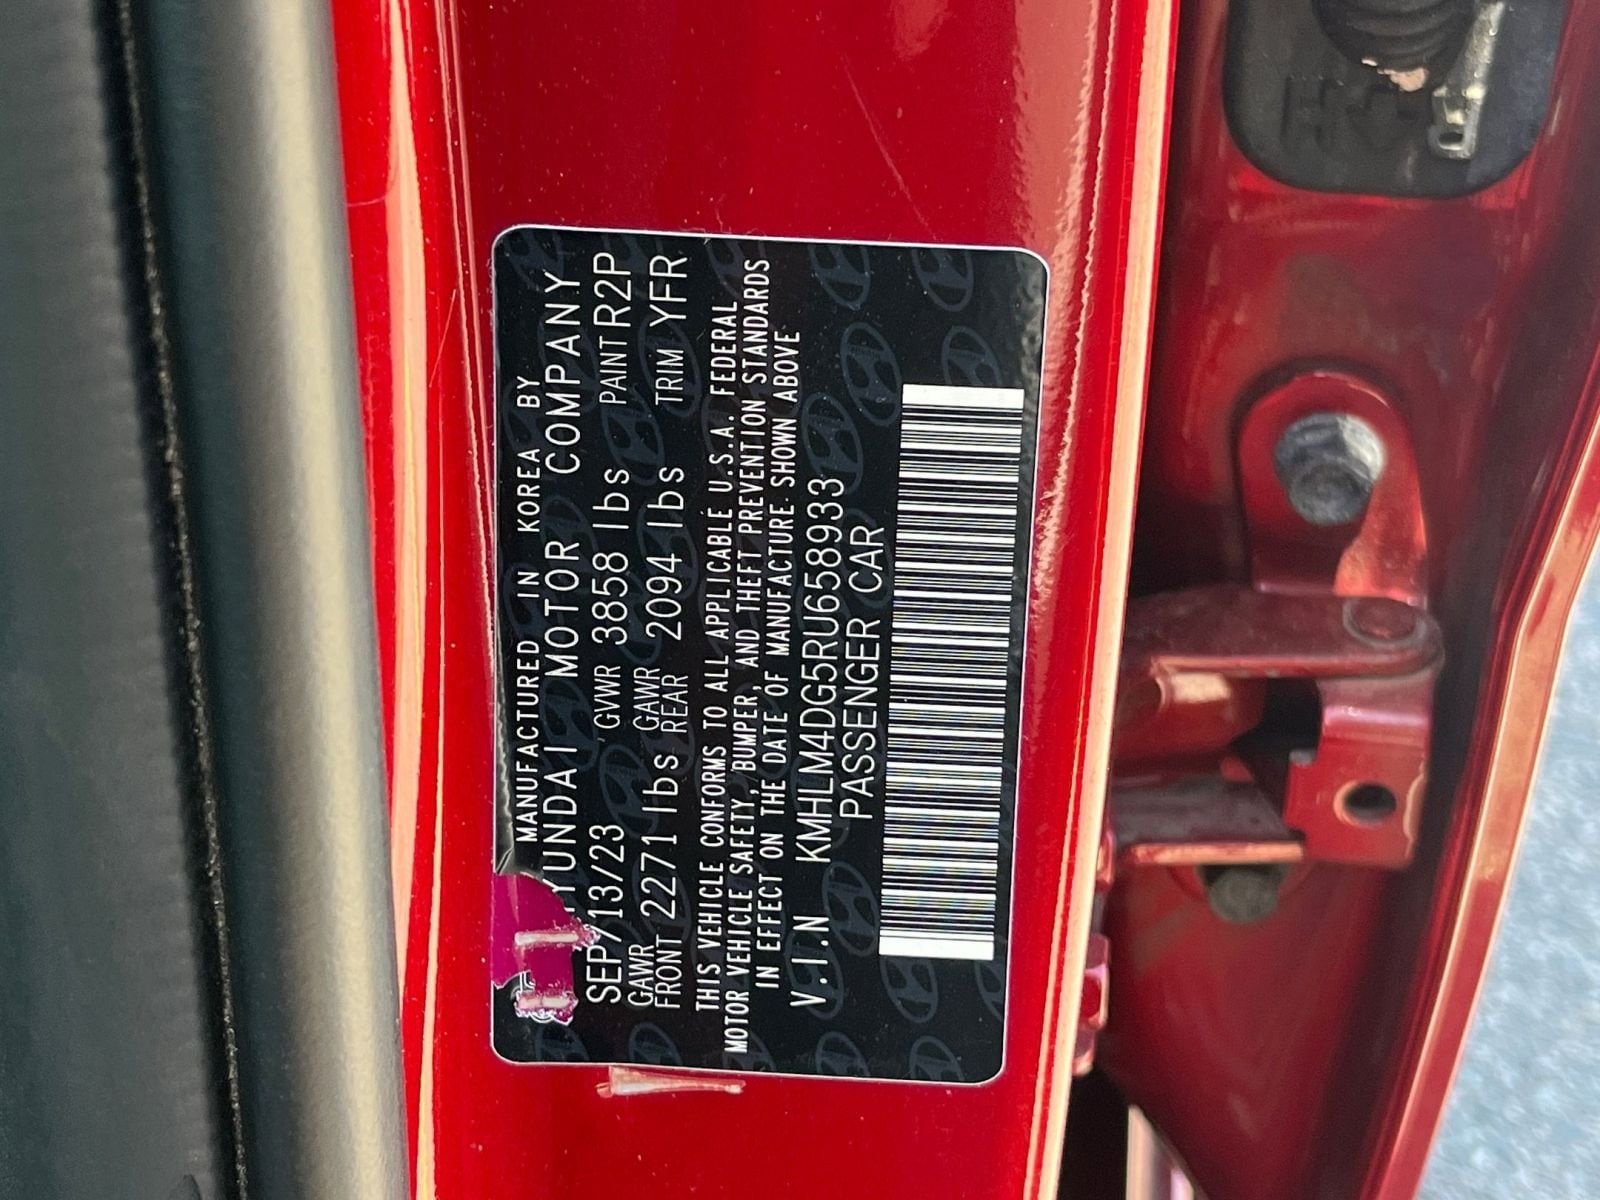 MANUFACTURED IN KOREA BY
HYUNDAI MOTOR COMPANY
SEP/13/23 GVWR 3858 lbs PAINT R2P
GAWR FRONT 2271 lbs GAWR REAR 2094 lbs TRIM YFR
THIS VEHICLE CONFORMS TO ALL APPLICABLE U.S.A. FEDERAL
MOTOR VEHICLE SAFETY, BUMPER, AND THEFT PREVENTION STANDARDS
IN EFFECT ON THE DATE OF MANUFACTURE SHOWN ABOVE
V.I.N KMHLM4DG5RU658933
PASSENGER CAR